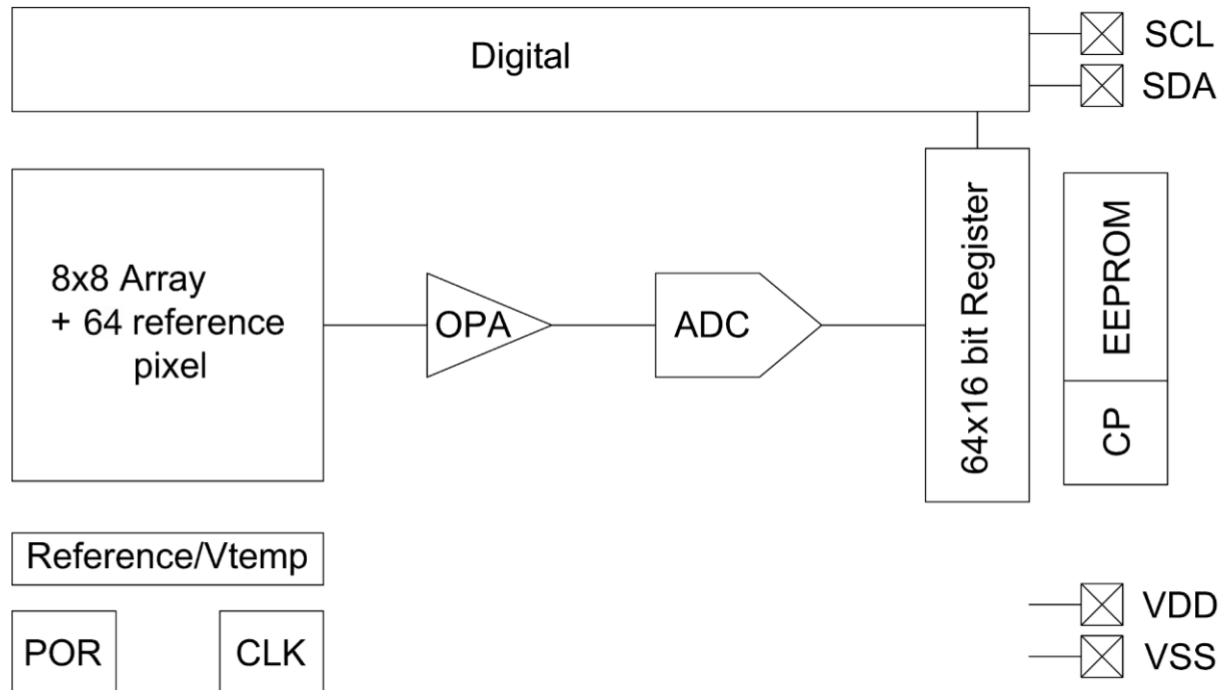 Digital
SCL
SDA
8x8 Array
+ 64 reference
pixel
OPA
ADC
64x16 bit Register
EEPROM
CP
Reference/Vtemp
POR
CLK
VDD
VSS